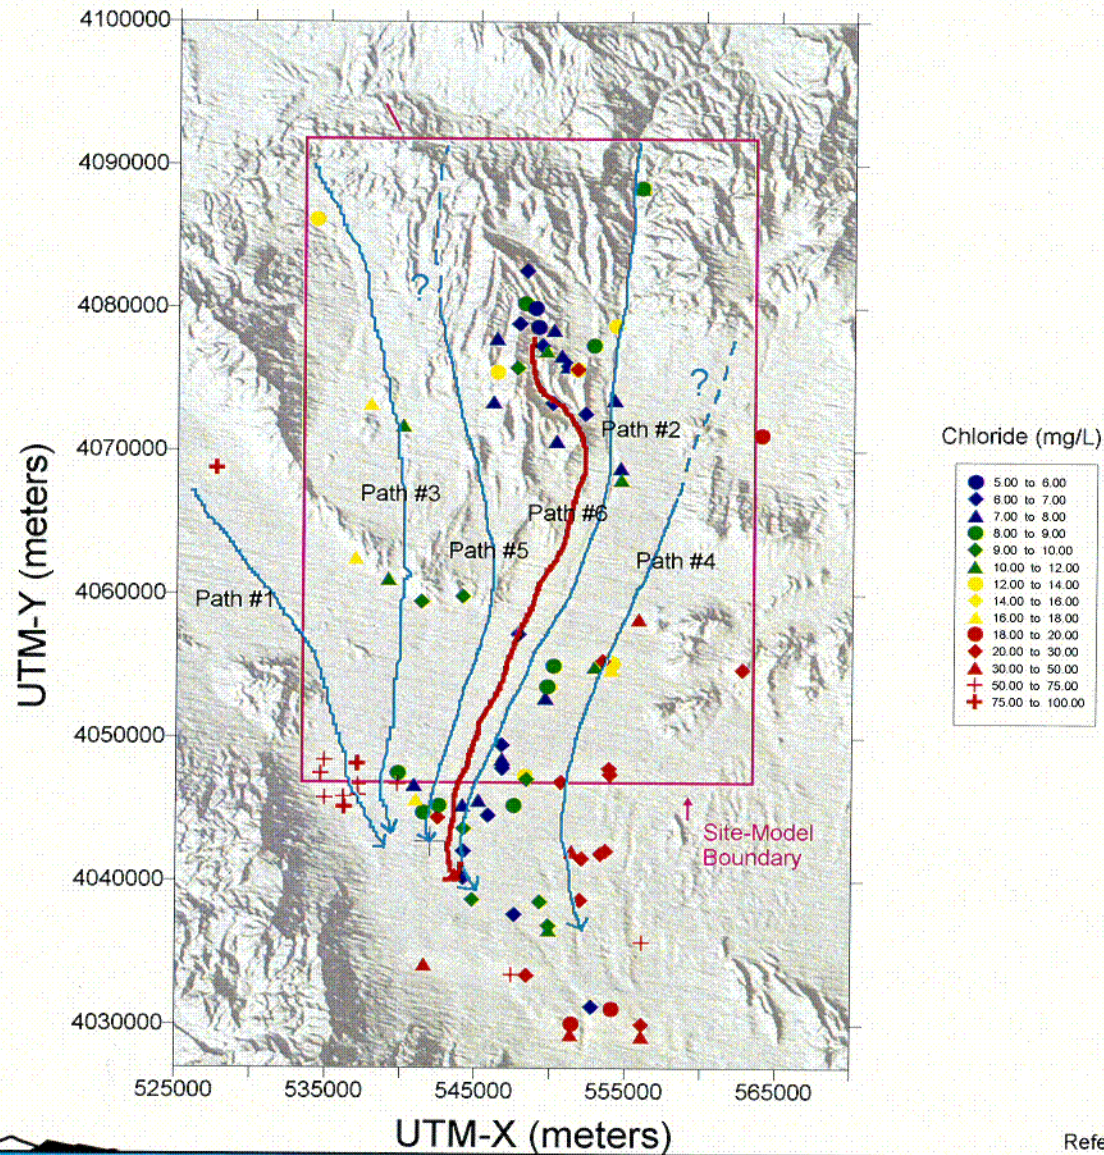 4100000
4090000
4080000
4070000
4060000
4050000
4040000
4030000
UTM-Y (meters)
525000
535000
545000
555000
565000
UTM-X (meters)
?
?
Path #2
Path #3
Path #6
Path #5
Path #4
Path #1
Site-Model
Boundary
Chloride (mg/L)
5.00 to 6.00
6.00 to 7.00
7.00 to 8.00
8.00 to 9.00
9.00 to 10.00
10.00 to 12.00
12.00 to 14.00
14.00 to 16.00
16.00 to 18.00
18.00 to 20.00
20.00 to 30.00
30.00 to 50.00
50.00 to 75.00
75.00 to 100.00
Refe